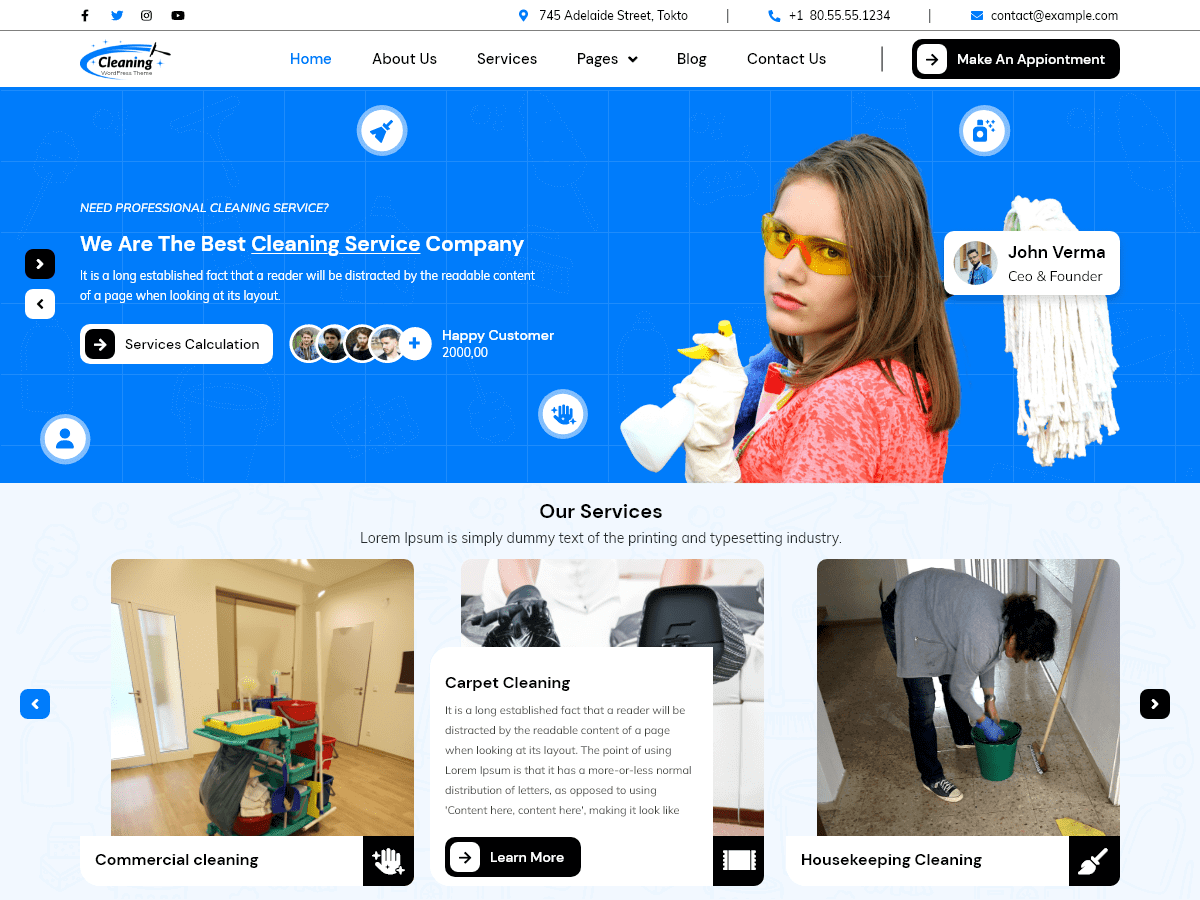 745 Adelaide Street, Tokto
+1 80.55.55.1234
contact@example.com
Cleaning
WordPress Theme
Home
About Us
Services
Pages
Blog
Contact Us
Make An Appiontment
NEED PROFESSIONAL CLEANING SERVICE?
We Are The Best Cleaning Service Company
It is a long established fact that a reader will be distracted by the readable content
of a page when looking at its layout.
Services Calculation
Happy Customer
2000,00
John Verma
Ceo & Founder
Our Services
Lorem Ipsum is simply dummy text of the printing and typesetting industry.
Commercial cleaning
Carpet Cleaning
It is a long established fact that a reader will be
distracted by the readable content of a page
when looking at its layout. The point of using
Lorem Ipsum is that it has a more-or-less normal
distribution of letters, as opposed to using
'Content here, content here', making it look like
Learn More
Housekeeping Cleaning